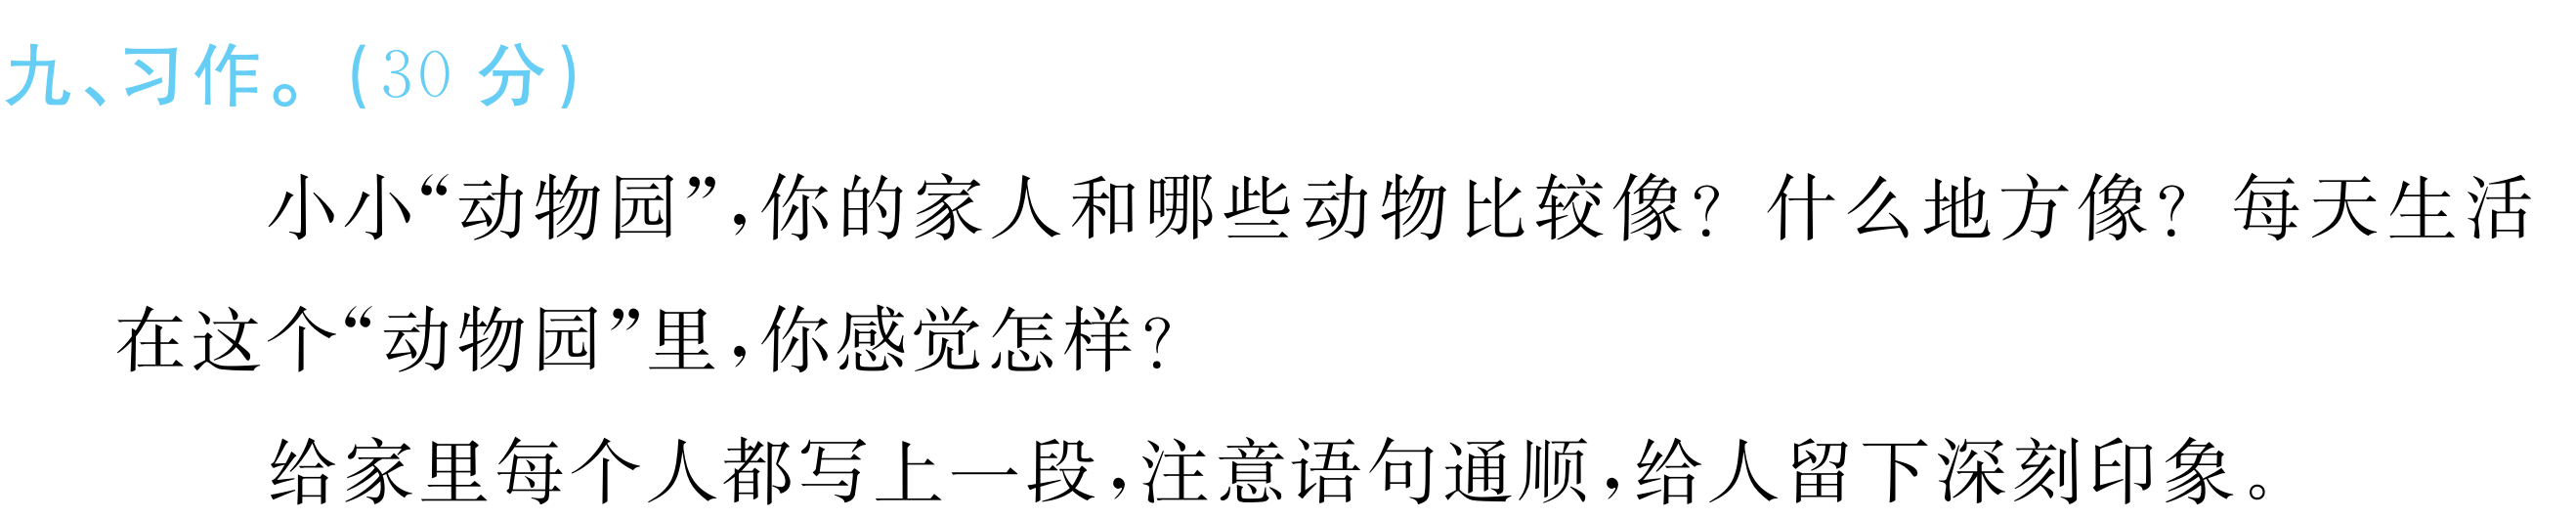 九、习作。(30 分)
小小“动物园”,你的家人和哪些动物比较像? 什么地方像? 每天生活
在这个“动物园”里,你感觉怎样?
给家里每个人都写上一段,注意语句通顺,给人留下深刻印象。